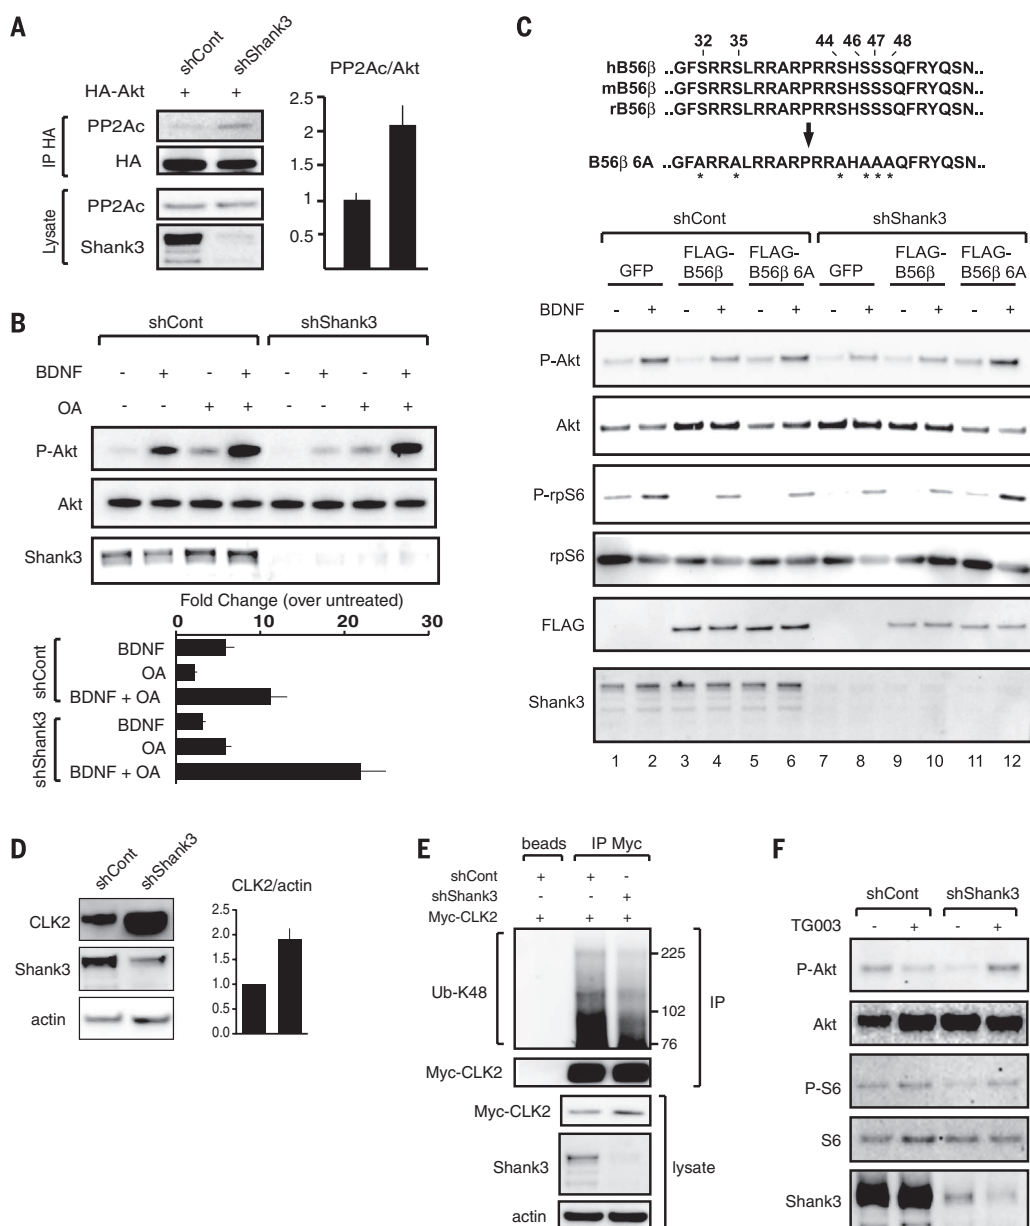 A
shCont
shShank3
HA-Akt + +
IP HA
PP2Ac
HA
Lysate
PP2Ac
Shank3
PP2Ac/Akt
2.5
2
1.5
1
0.5
B
shCont shShank3
BDNF - + - + - + - +
OA - - + + - - + +
P-Akt
Akt
Shank3
Fold Change (over untreated)
0 10 20 30
shCont
BDNF
OA
BDNF + OA
shShank3
BDNF
OA
BDNF + OA
C
32 35 44 46 47 48
hB56β ..GFSRRSLRRARPRRSHSSSQFRYQSN..
mB56β ..GFSRRSLRRARPRRSHSSSQFRYQSN..
rB56β ..GFSRRSLRRARPRRSHSSSQFRYQSN..
B56β 6A ..GFARRALRRARPRRAHAAAQFRYQSN..
* * * * * *
shCont shShank3
GFP FLAG-B56β FLAG-B56β 6A GFP FLAG-B56β FLAG-B56β 6A
BDNF - + - + - + - + - + - +
P-Akt
Akt
P-rpS6
rpS6
FLAG
Shank3
1 2 3 4 5 6 7 8 9 10 11 12
D
shCont
shShank3
CLK2
Shank3
actin
CLK2/actin
2.5
2.0
1.5
1.0
0.5
0.0
E
beads IP Myc
shCont + + -
shShank3 - - +
Myc-CLK2 + + +
Ub-K48
225
102
76
IP
Myc-CLK2
Myc-CLK2
Shank3
actin
lysate
F
shCont shShank3
TG003 - + - +
P-Akt
Akt
P-S6
S6
Shank3